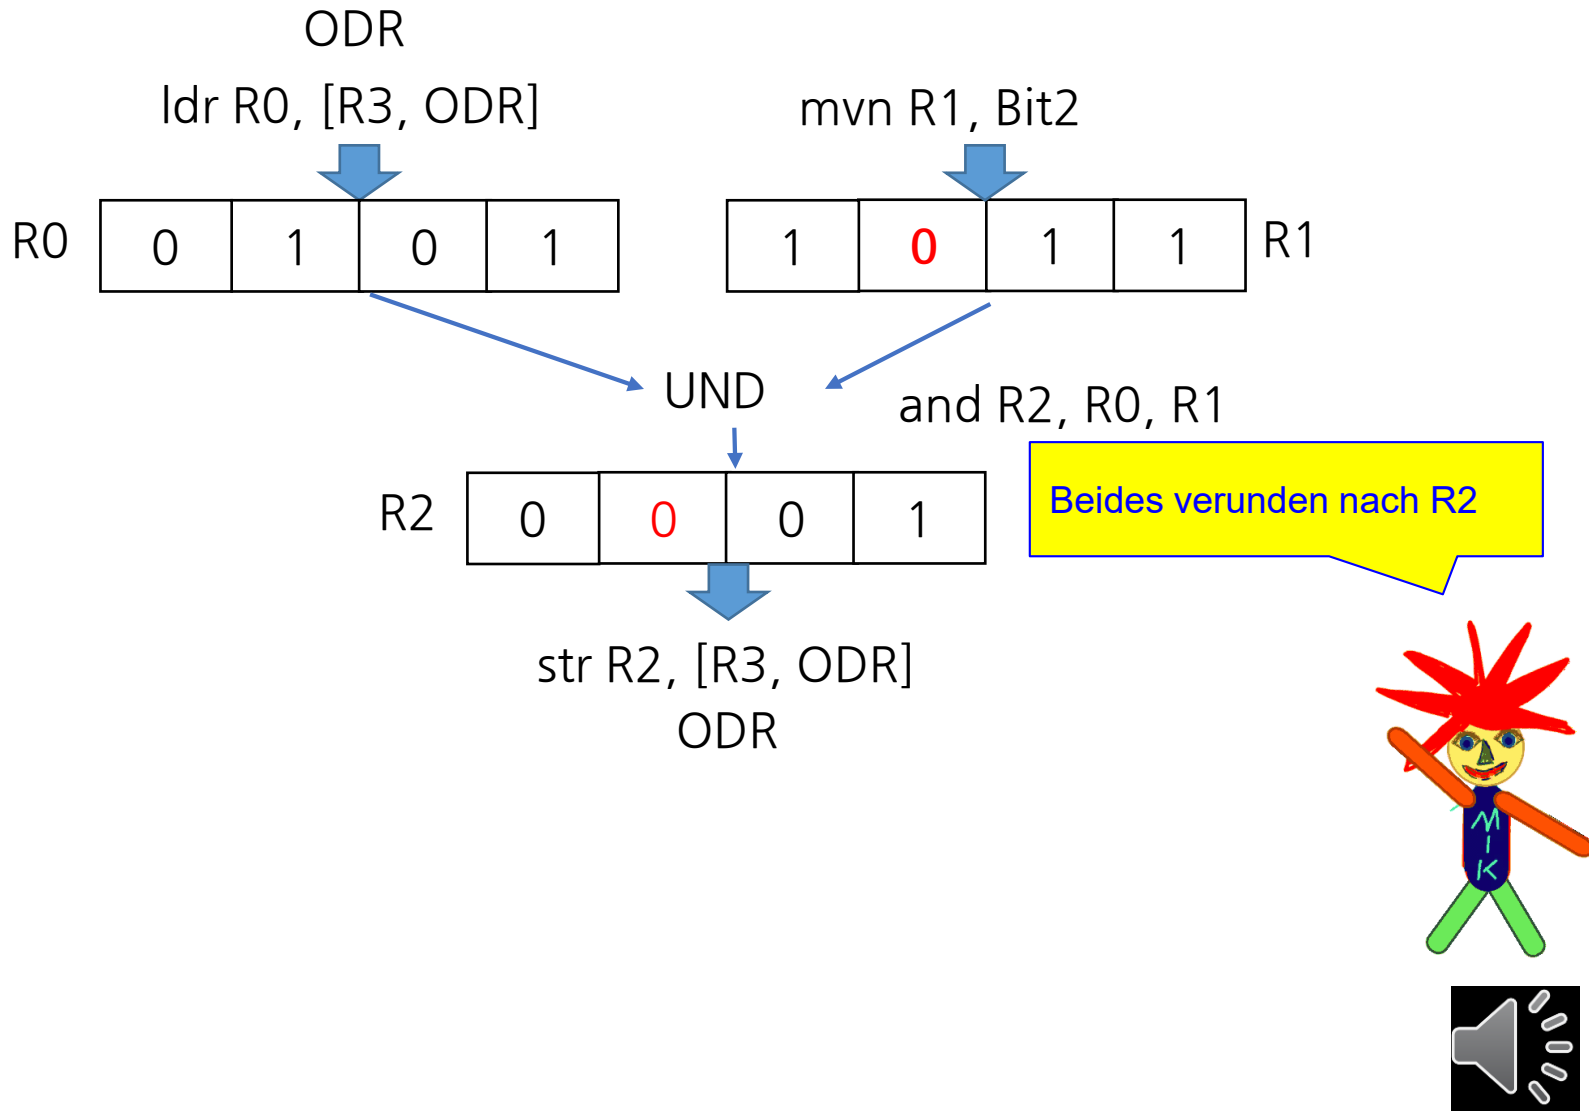 ODR
ldr R0, [R3, ODR]
mvn R1, Bit2
R0 0 1 0 1
1 0 1 1 R1
UND
and R2, R0, R1
R2 0 0 0 1
Beides verunden nach R2
str R2, [R3, ODR]
ODR
M
I
K